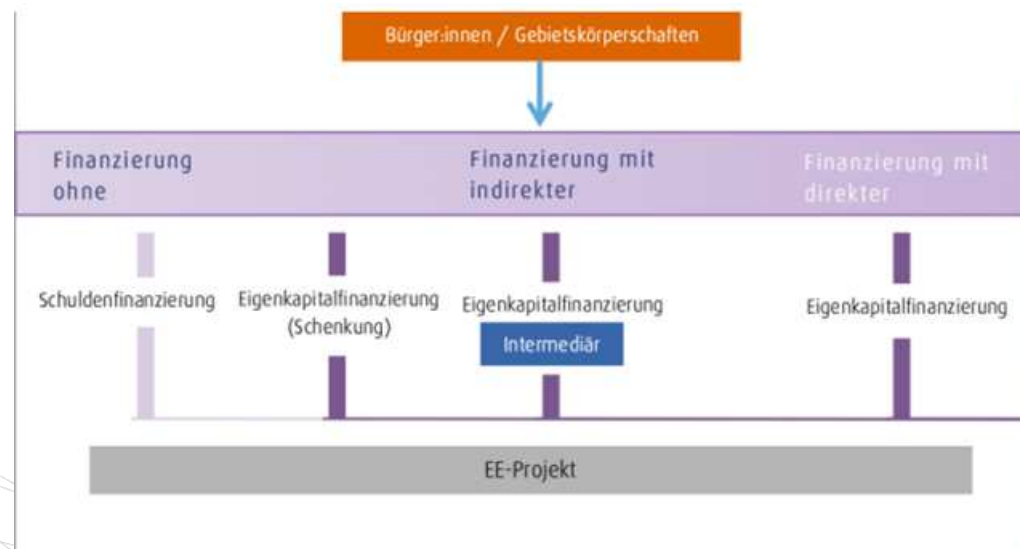 Bürger:innen / Gebietskörperschaften
Finanzierung
ohne
Finanzierung mit
indirekter
Finanzierung mit
direkter
Schuldenfinanzierung
Eigenkapitalfinanzierung
(Schenkung)
Eigenkapitalfinanzierung
Intermediär
Eigenkapitalfinanzierung
EE-Projekt